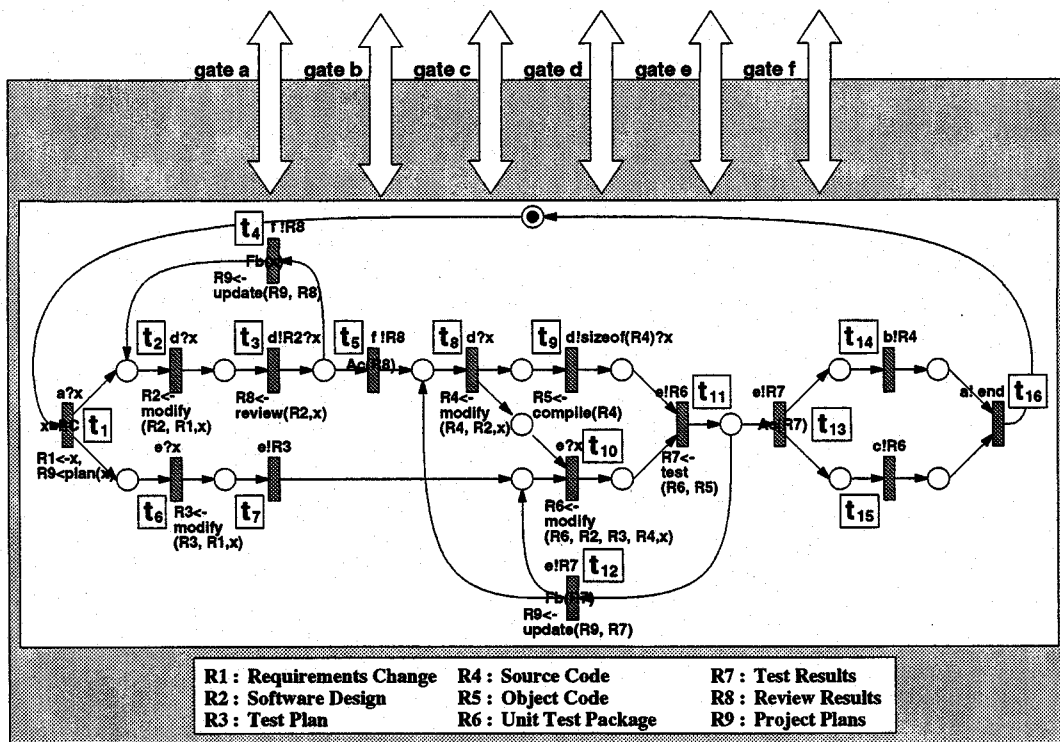 gate a gate b gate c gate d gate e gate f
t4 f !R8
R9<-
update(R9, R8)
t2 d?x
R2<-
modify
(R2, R1,x)
t3 d!R2?x
R8<-
review(R2,x)
t5 f !R8
Ac(R8)
t8 d?x
R4<-
modify
(R4, R2,x)
t9 d!sizeof(R4)?x
R5<-
compile(R4)
e!R6 t11
R7<-
test
(R6, R5)
e!R7
Ac(R7) t13
t14 b!R4
a! end t16
a?x
t1
R1<-x,
R9<plan(x)
e?x
t6
R3<-
modify
(R3, R1,x)
e!R3
t7
e?x t10
R6<-
modify
(R6, R2, R3, R4,x)
c!R6
t15
e!R7 t12
R9<-
update(R9, R7)
R1 : Requirements Change R4 : Source Code R7 : Test Results
R2 : Software Design R5 : Object Code R8 : Review Results
R3 : Test Plan R6 : Unit Test Package R9 : Project Plans